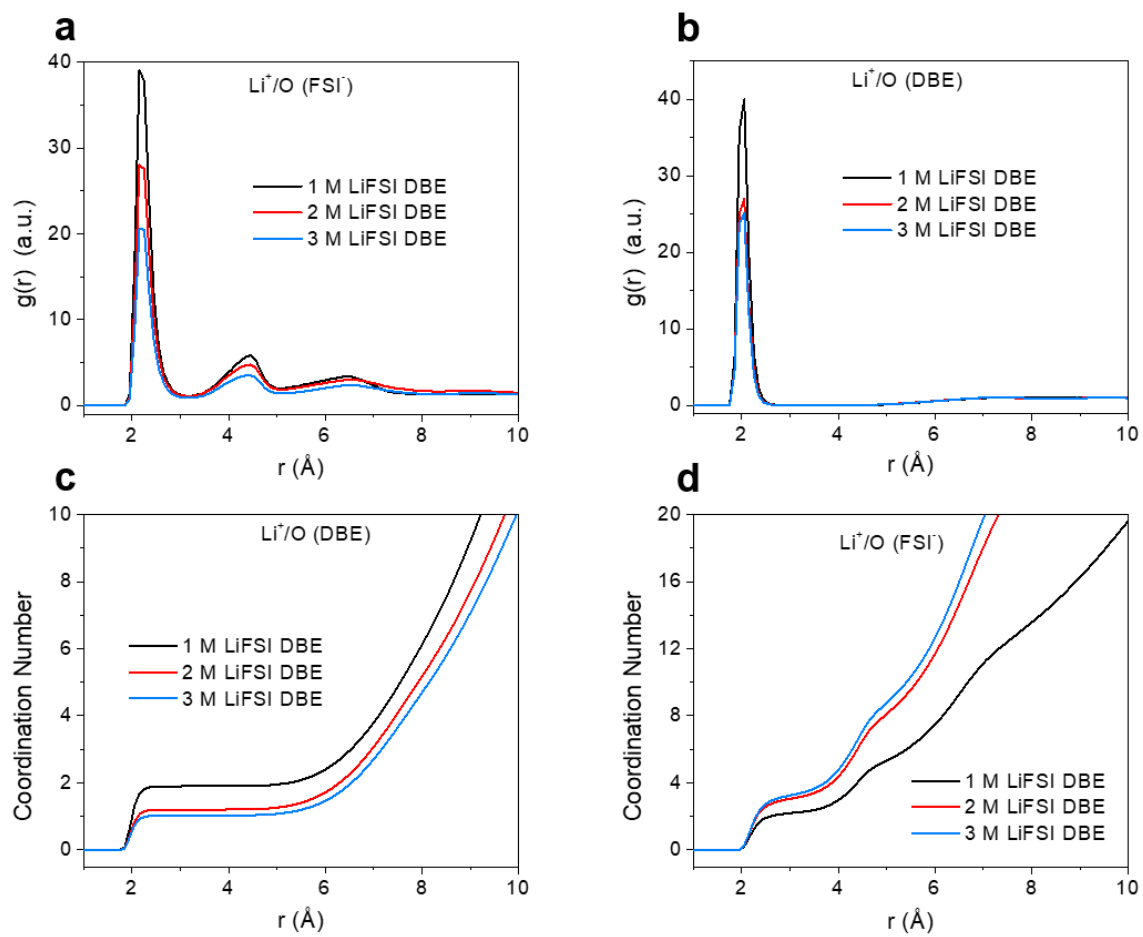 a
Li⁺/O (FSI⁻)
1 M LiFSI DBE
2 M LiFSI DBE
3 M LiFSI DBE
g(r) (a.u.)
40
30
20
10
0
2 4 6 8 10
r (Å)
b
Li⁺/O (DBE)
1 M LiFSI DBE
2 M LiFSI DBE
3 M LiFSI DBE
g(r) (a.u.)
40
30
20
10
0
2 4 6 8 10
r (Å)
c
Li⁺/O (DBE)
1 M LiFSI DBE
2 M LiFSI DBE
3 M LiFSI DBE
Coordination Number
10
8
6
4
2
0
2 4 6 8 10
r (Å)
d
Li⁺/O (FSI⁻)
1 M LiFSI DBE
2 M LiFSI DBE
3 M LiFSI DBE
Coordination Number
20
16
12
8
4
0
2 4 6 8 10
r (Å)